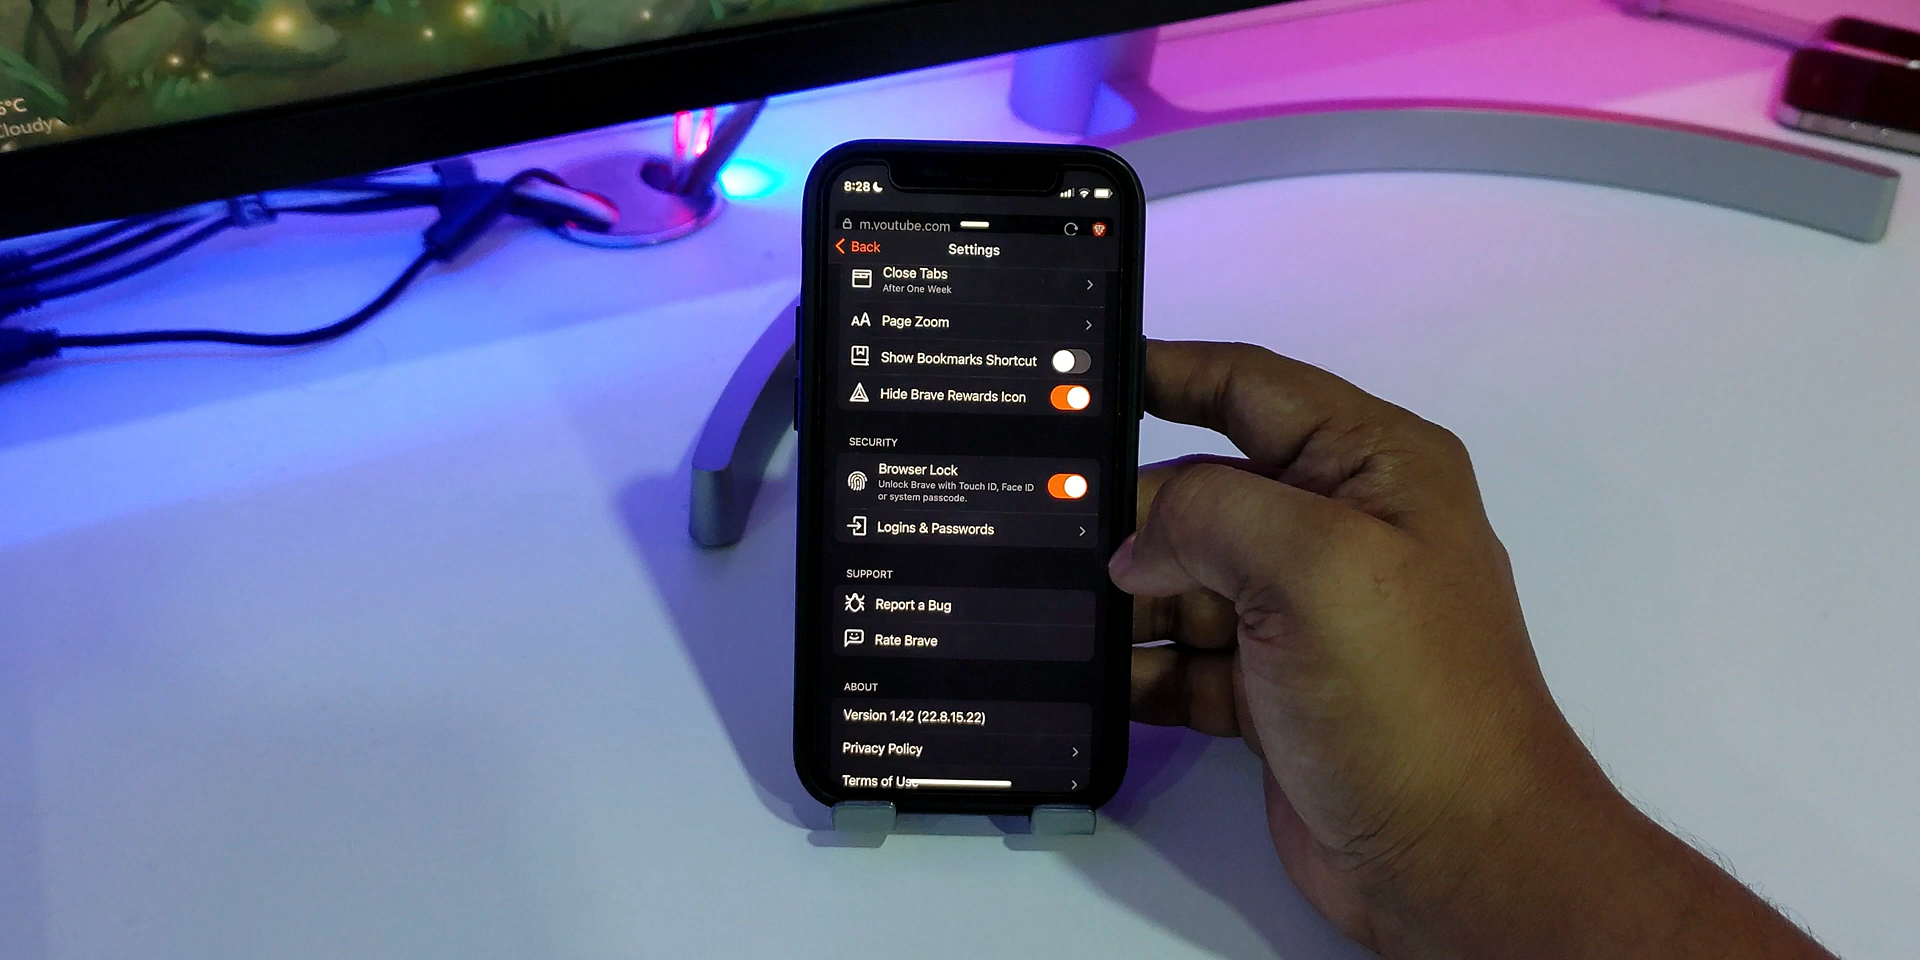 Cloudy
8:28
m.youtube.com
Back
Settings
Close Tabs
After One Week
AA Page Zoom
Show Bookmarks Shortcut
Hide Brave Rewards Icon
SECURITY
Browser Lock
Unlock Brave with Touch ID, Face ID
or system passcode.
Logins & Passwords
SUPPORT
Report a Bug
Rate Brave
ABOUT
Version 1.42 (22.8.15.22)
Privacy Policy
Terms of Use